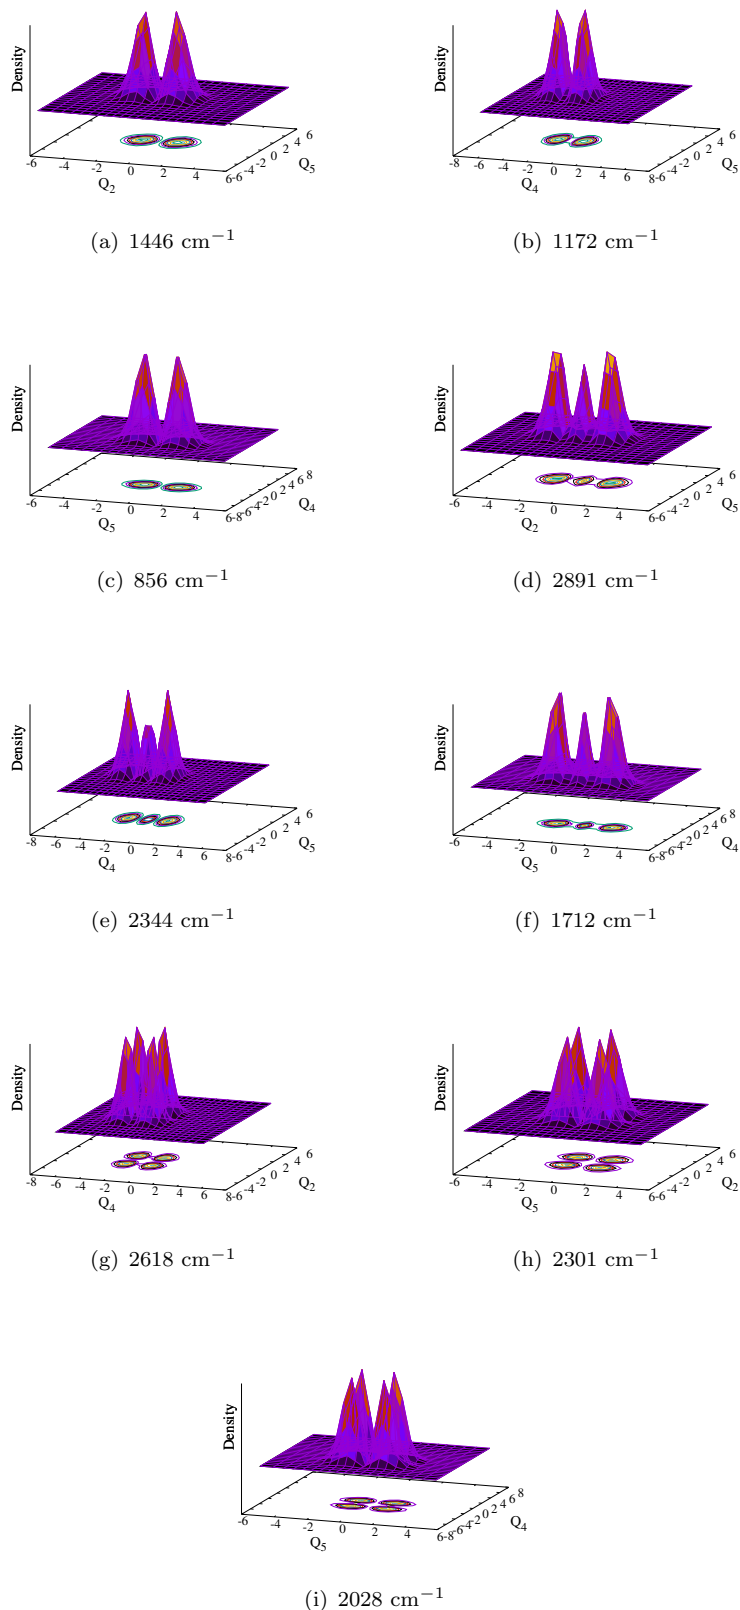 Density
-6 -4 -2 0 2 4 6
Q2
-6 -4 -2 0 2 4 6
Q5
(a) 1446 cm−1
Density
-6 -4 -2 0 2 4 6 8
Q4
-6 -4 -2 0 2 4 6
Q5
(b) 1172 cm−1
Density
-6 -4 -2 0 2 4 6
Q5
-8 -6 -4 -2 0 2 4 6 8
Q4
(c) 856 cm−1
Density
-6 -4 -2 0 2 4 6
Q2
-6 -4 -2 0 2 4 6
Q5
(d) 2891 cm−1
Density
-8 -6 -4 -2 0 2 4 6 8
Q4
-6 -4 -2 0 2 4 6
Q5
(e) 2344 cm−1
Density
-6 -4 -2 0 2 4 6
Q5
-8 -6 -4 -2 0 2 4 6 8
Q4
(f) 1712 cm−1
Density
-8 -6 -4 -2 0 2 4 6 8
Q4
-6 -4 -2 0 2 4 6
Q2
(g) 2618 cm−1
Density
-6 -4 -2 0 2 4 6
Q5
-6 -4 -2 0 2 4 6
Q2
(h) 2301 cm−1
Density
-6 -4 -2 0 2 4 6
Q5
-8 -6 -4 -2 0 2 4 6 8
Q4
(i) 2028 cm−1